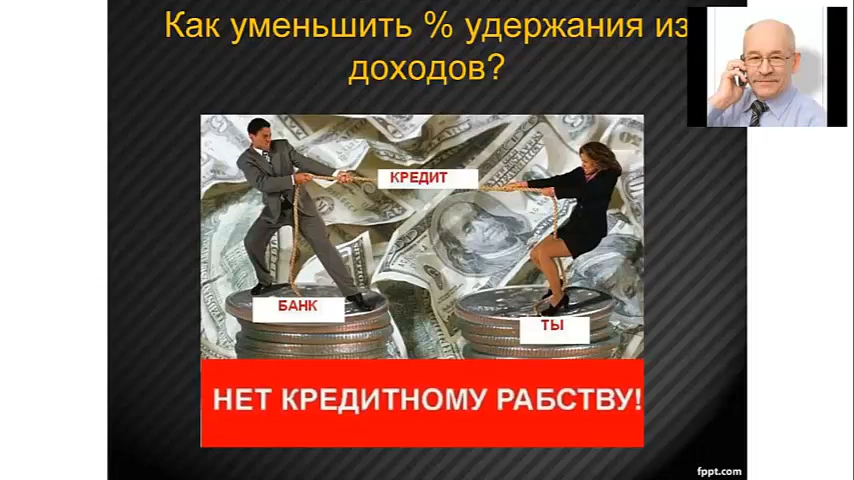 Как уменьшить % удержания из
доходов?
КРЕДИТ
БАНК
ТЫ
НЕТ КРЕДИТНОМУ РАБСТВУ!
fppt.com